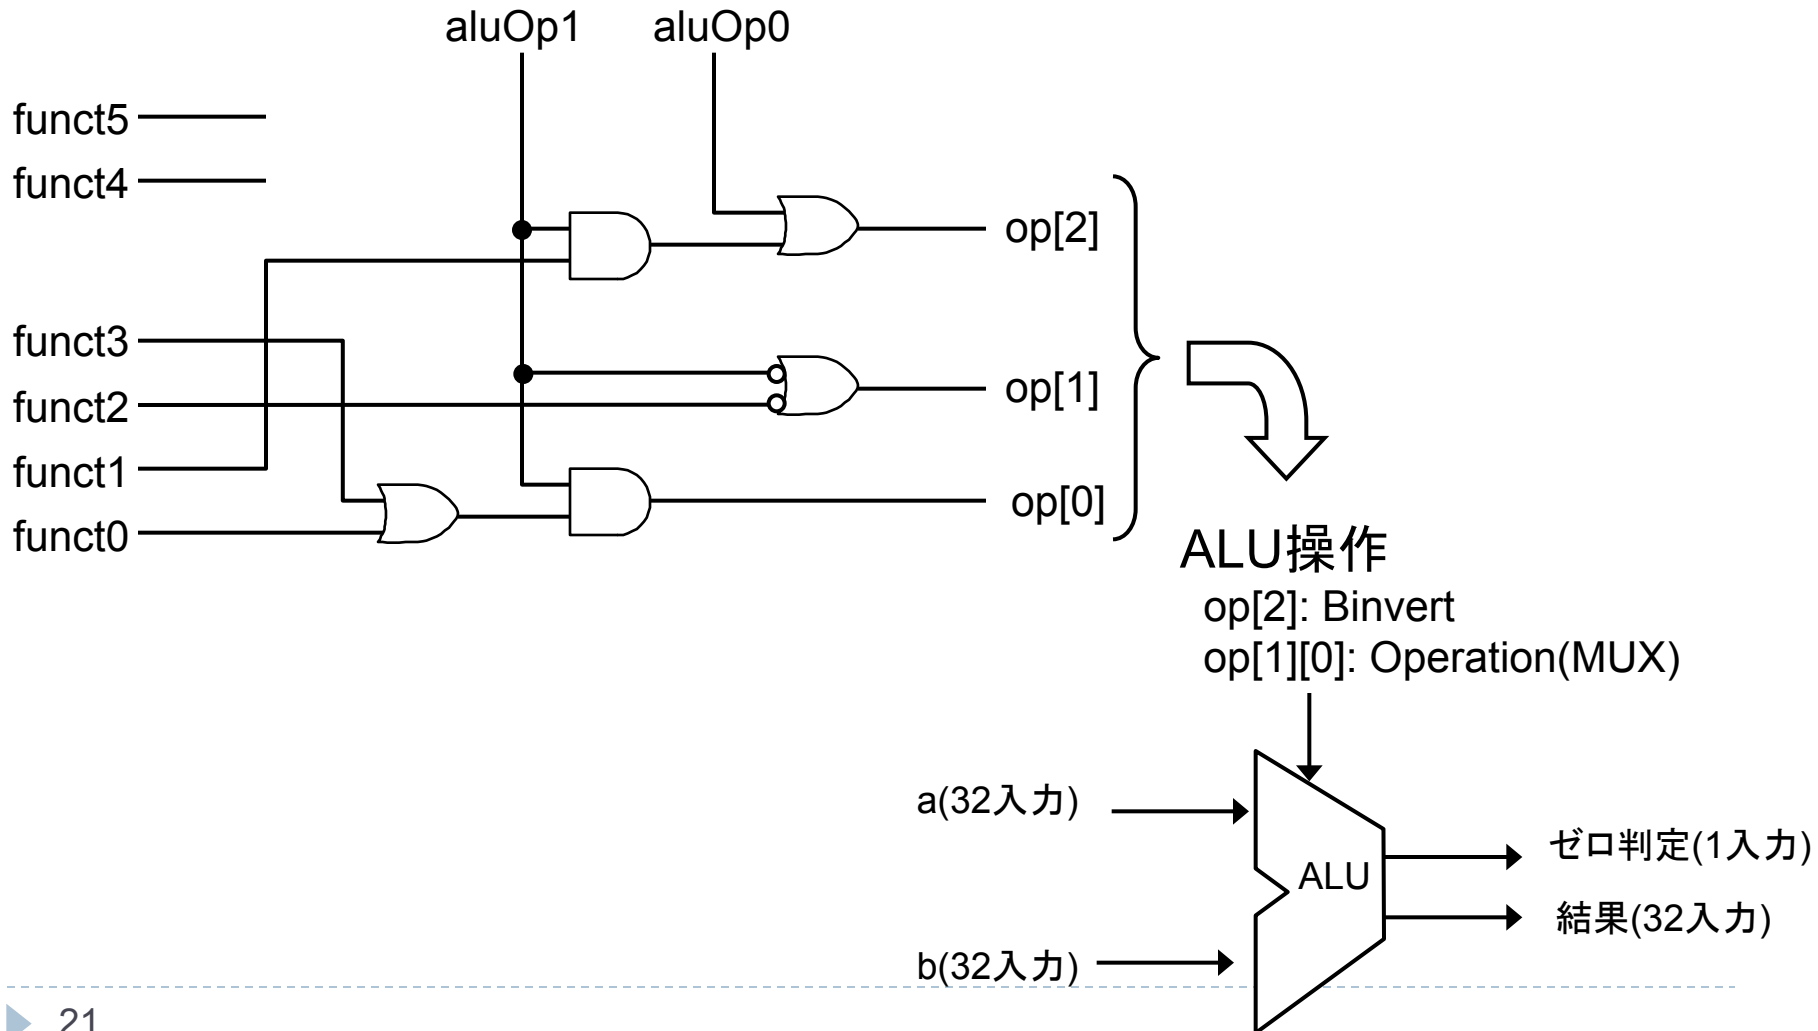 aluOp1 aluOp0
funct5
funct4
op[2]
funct3
op[1]
funct2
funct1
op[0]
funct0
ALU操作
op[2]: Binvert
op[1][0]: Operation(MUX)
a(32入力)
ゼロ判定(1入力)
ALU
結果(32入力)
b(32入力)
21